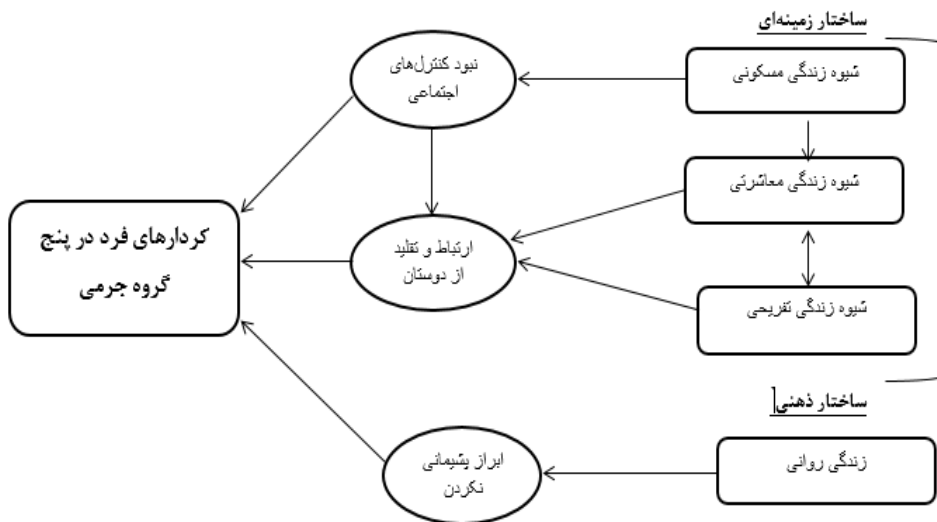 ساختار زمینه‌ای
شیوه زندگی مسکونی
نبود کنترل‌های
اجتماعی
شیوه زندگی معاشرتی
ارتباط و تقلید
از دوستان
کردارهای فرد در پنج
گروه جرمی
شیوه زندگی تفریحی
ساختار ذهنی
زندگی روانی
ابراز پشیمانی
نکردن